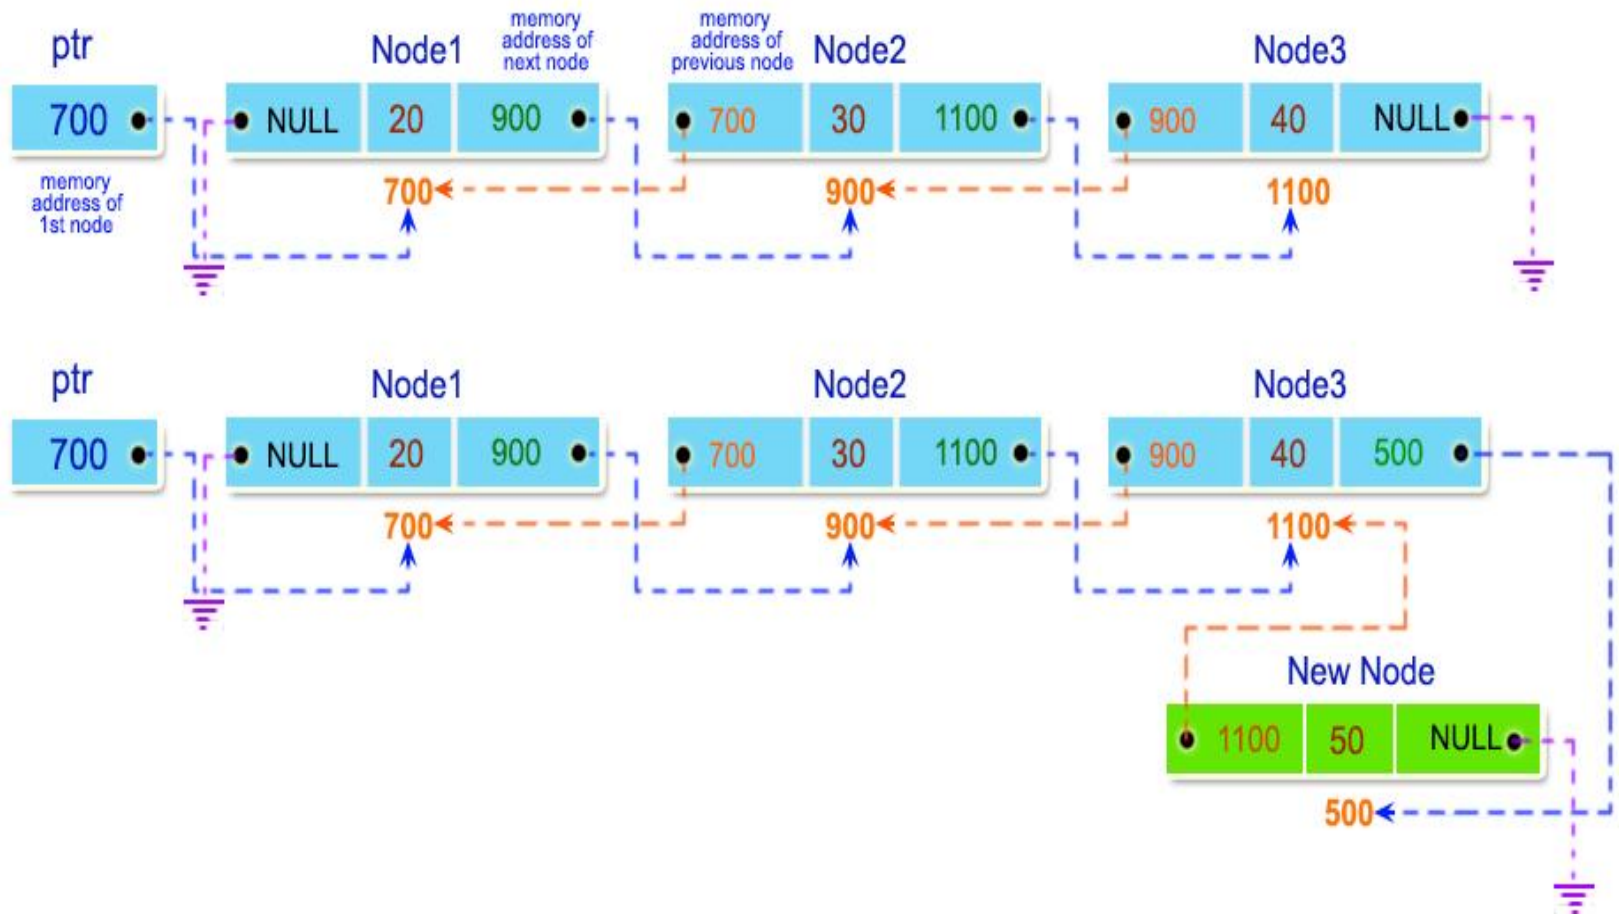 ptr
Node1
memory
address of
next node
memory
address of
previous node
Node2
Node3
700
NULL 20 900
700 30 1100
900 40 NULL
memory
address of
1st node
700
900
1100
ptr
Node1
Node2
Node3
700
NULL 20 900
700 30 1100
900 40 500
700
900
1100
New Node
1100 50 NULL
500